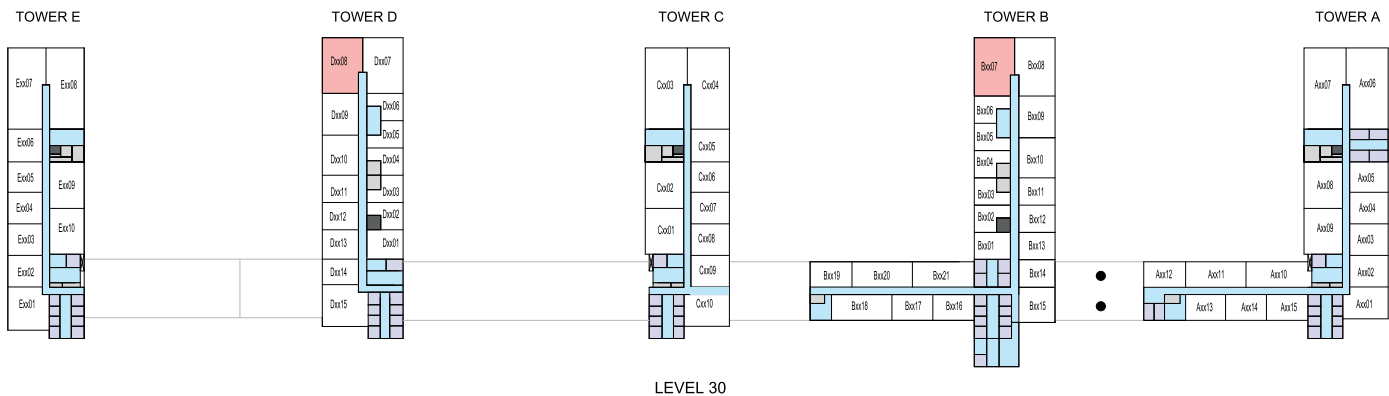 TOWER E
TOWER D
TOWER C
TOWER B
TOWER A
Exx07
Exx08
Exx06
Exx05
Exx09
Exx04
Exx10
Exx03
Exx02
Exx01
Dxx08
Dxx07
Dxx06
Dxx09
Dxx05
Dxx10
Dxx04
Dxx11
Dxx03
Dxx12
Dxx02
Dxx13
Dxx01
Dxx14
Dxx15
Cxx03
Cxx04
Cxx05
Cxx06
Cxx02
Cxx07
Cxx01
Cxx08
Cxx09
Cxx10
Bxx07
Bxx08
Bxx06
Bxx09
Bxx05
Bxx04
Bxx10
Bxx03
Bxx11
Bxx02
Bxx12
Bxx01
Bxx13
Bxx19
Bxx20
Bxx21
Bxx14
Bxx18
Bxx17
Bxx16
Bxx15
Axx07
Axx06
Axx05
Axx08
Axx04
Axx09
Axx03
Axx12
Axx11
Axx10
Axx02
Axx13
Axx14
Axx15
Axx01
LEVEL 30